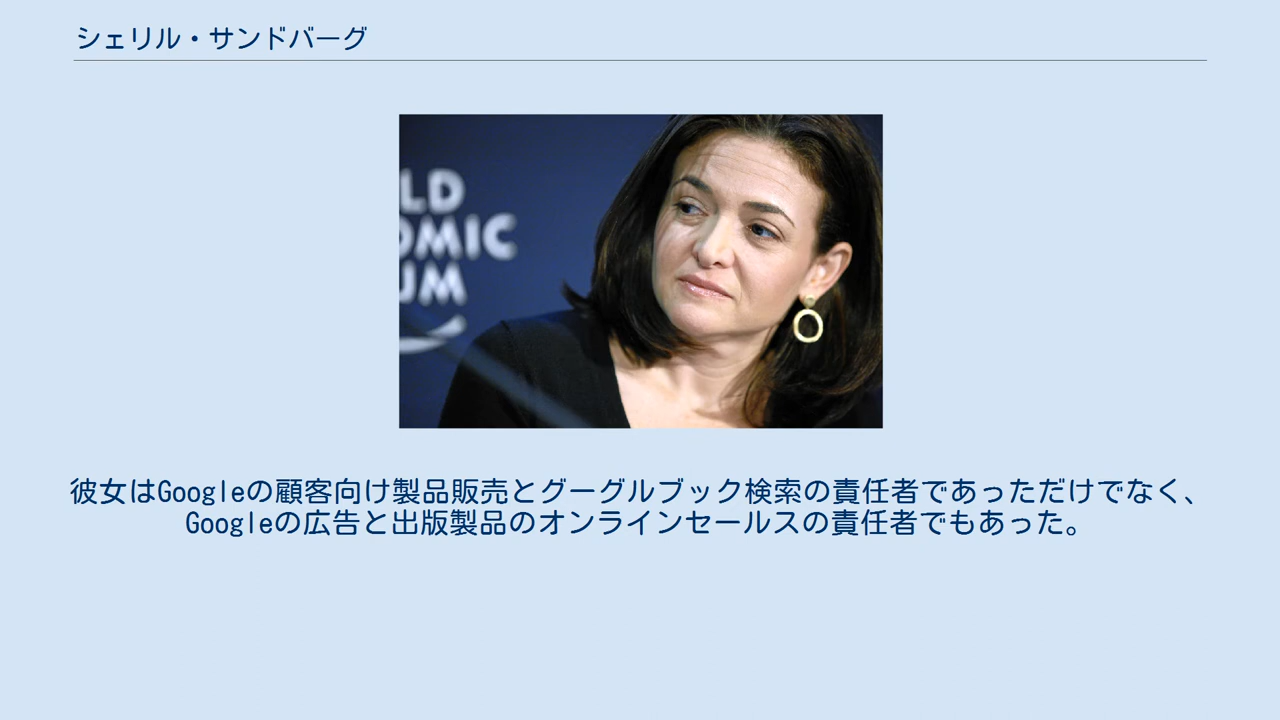 シェリル・サンドバーグ
LD
OMIC
UM
彼女はGoogleの顧客向け製品販売とグーグルブック検索の責任者であっただけでなく、
Googleの広告と出版製品のオンラインセールスの責任者でもあった。